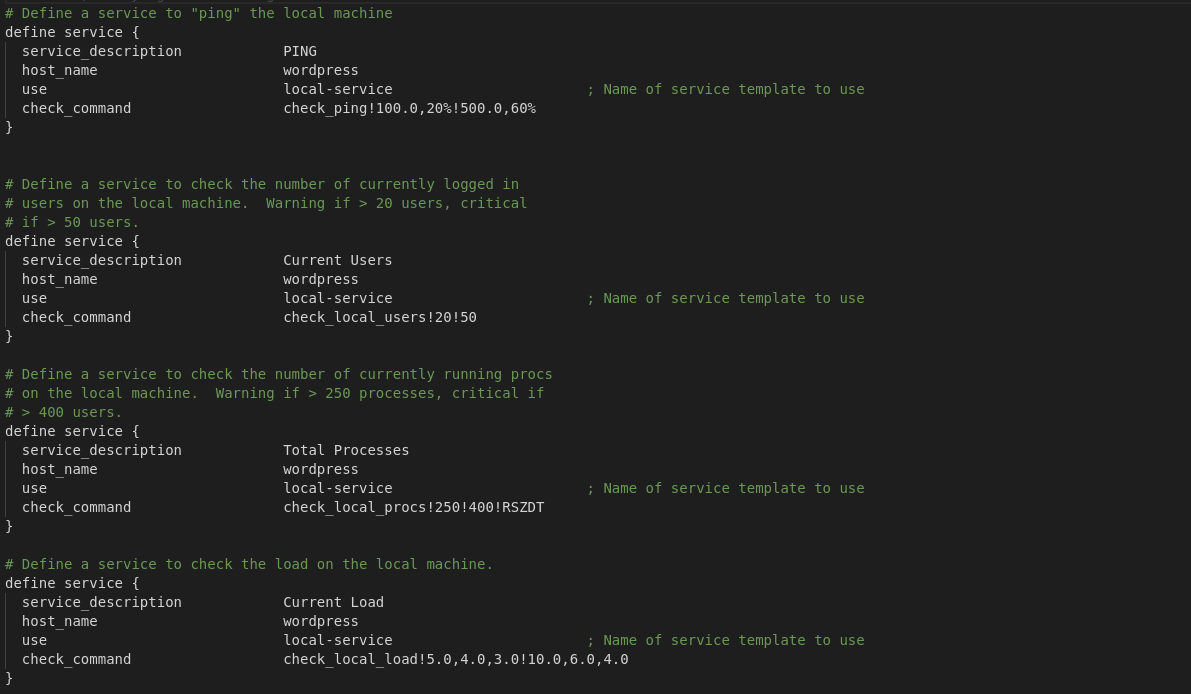 # Define a service to "ping" the local machine
define service {
  service_description            PING
  host_name                      wordpress
  use                            local-service                       ; Name of service template to use
  check_command                  check_ping!100.0,20%!500.0,60%
}
# Define a service to check the number of currently logged in
# users on the local machine.  Warning if > 20 users, critical
# if > 50 users.
define service {
  service_description            Current Users
  host_name                      wordpress
  use                            local-service                       ; Name of service template to use
  check_command                  check_local_users!20!50
}
# Define a service to check the number of currently running procs
# on the local machine.  Warning if > 250 processes, critical if
# > 400 users.
define service {
  service_description            Total Processes
  host_name                      wordpress
  use                            local-service                       ; Name of service template to use
  check_command                  check_local_procs!250!400!RSZDT
}
# Define a service to check the load on the local machine.
define service {
  service_description            Current Load
  host_name                      wordpress
  use                            local-service                       ; Name of service template to use
  check_command                  check_local_load!5.0,4.0,3.0!10.0,6.0,4.0
}